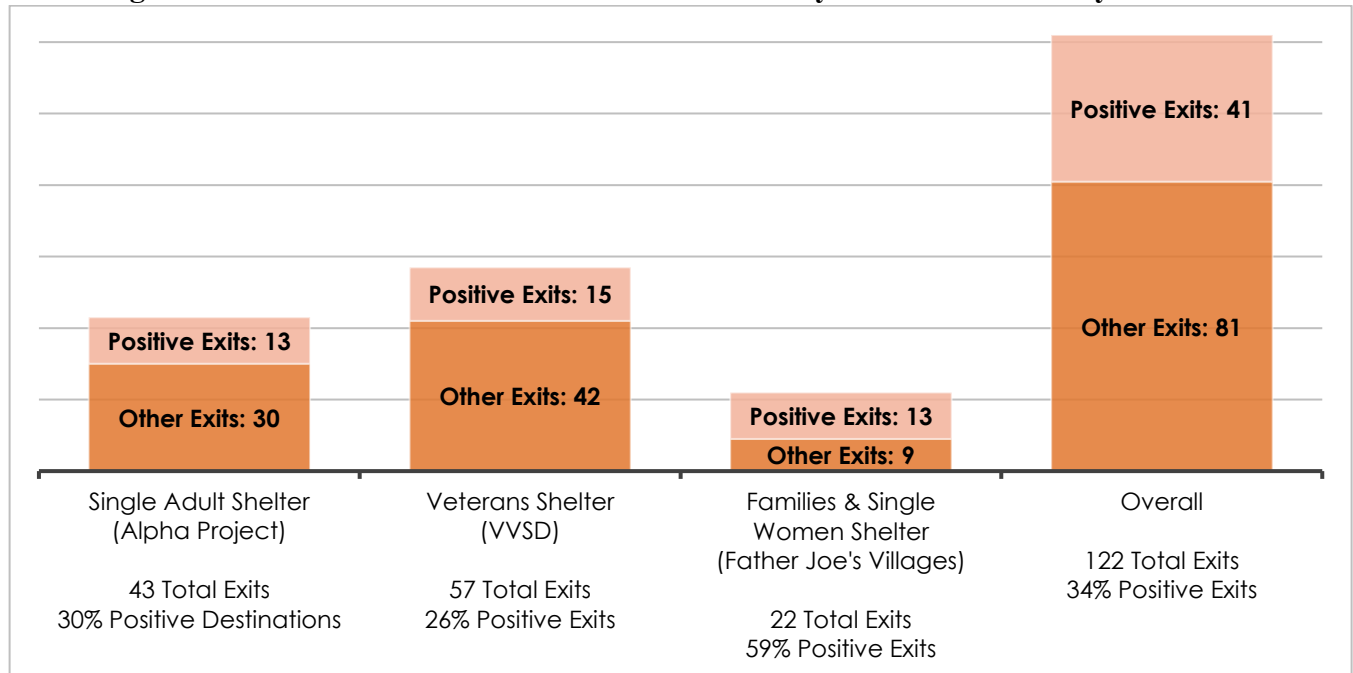 Positive Exits: 41
Other Exits: 81
Positive Exits: 15
Other Exits: 42
Positive Exits: 13
Other Exits: 30
Positive Exits: 13
Other Exits: 9
Single Adult Shelter
(Alpha Project)
43 Total Exits
30% Positive Destinations
Veterans Shelter
(VVSD)
57 Total Exits
26% Positive Exits
Families & Single
Women Shelter
(Father Joe's Villages)
22 Total Exits
59% Positive Exits
Overall
122 Total Exits
34% Positive Exits